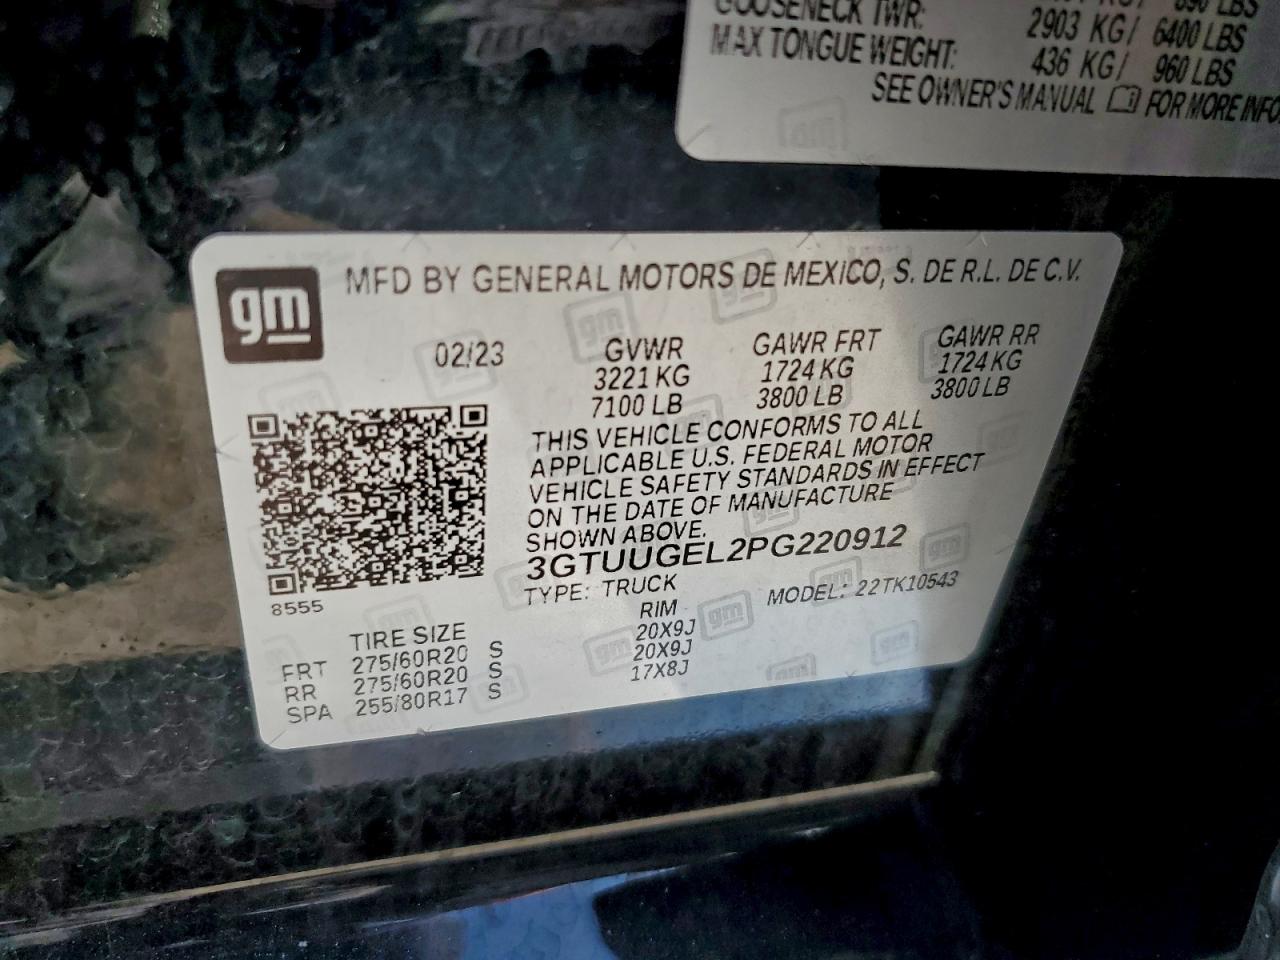 GOOSENECK TWR: 2903 KG/ 6400 LBS
MAX TONGUE WEIGHT: 436 KG/ 960 LBS
SEE OWNER'S MANUAL FOR MORE INFO
gm
MFD BY GENERAL MOTORS DE MEXICO, S. DE R.L. DE C.V.
02/23 GVWR GAWR FRT GAWR RR
3221 KG 1724 KG 1724 KG
7100 LB 3800 LB 3800 LB
THIS VEHICLE CONFORMS TO ALL
APPLICABLE U.S. FEDERAL MOTOR
VEHICLE SAFETY STANDARDS IN EFFECT
ON THE DATE OF MANUFACTURE
SHOWN ABOVE.
3GTUUGEL2PG220912
TYPE: TRUCK MODEL: 22TK10543
8555
TIRE SIZE RIM
FRT 275/60R20 S 20X9J
RR 275/60R20 S 20X9J
SPA 255/80R17 S 17X8J